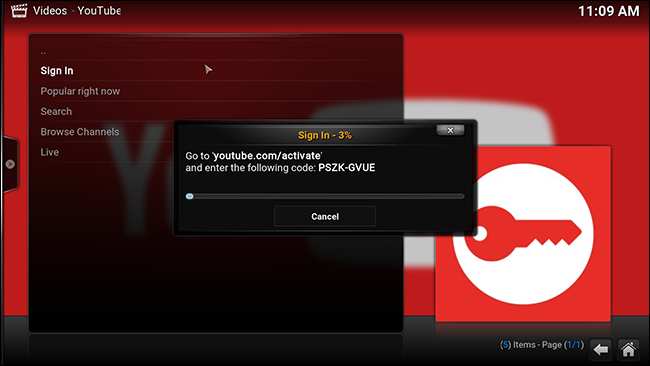 Videos - YouTube
11:09 AM
..
Sign In
Popular right now
Search
Browse Channels
Live
Sign In - 3%
Go to 'youtube.com/activate'
and enter the following code: PSZK-GVUE
Cancel
(5) Items - Page (1/1)